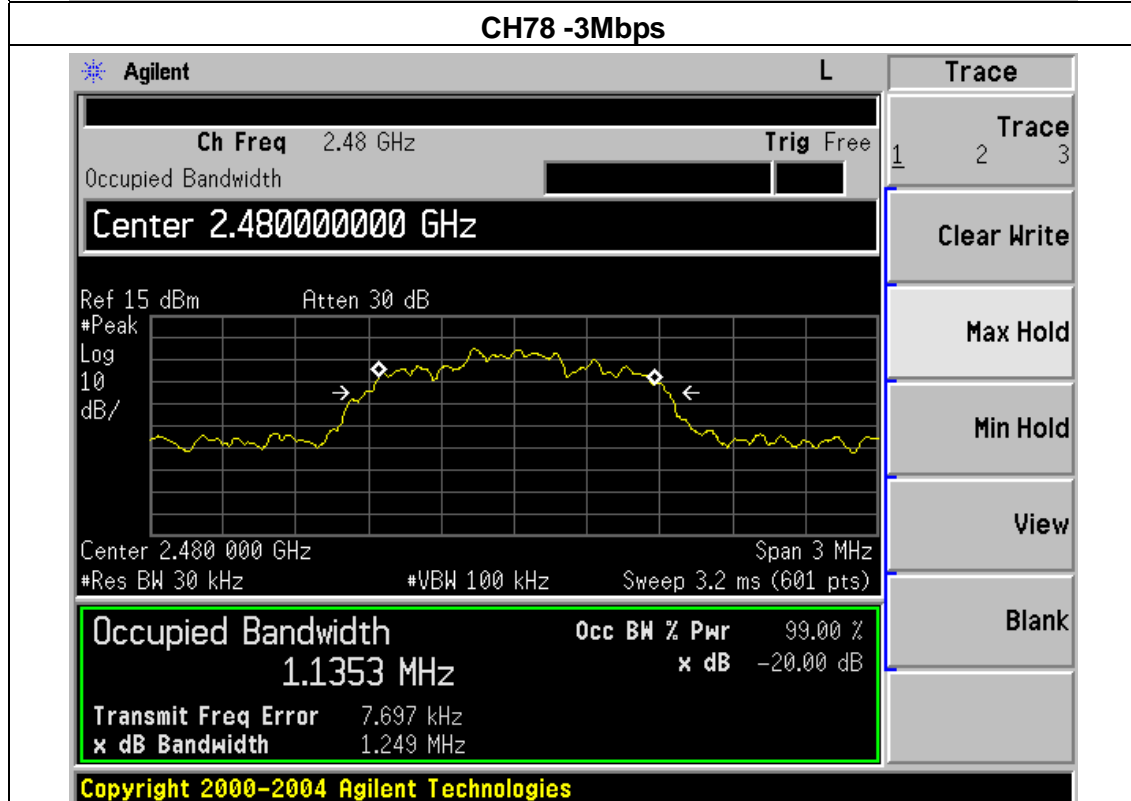 CH78 -3Mbps
Agilent L Trace
Ch Freq 2.48 GHz Trig Free
Occupied Bandwidth
Center 2.480000000 GHz
Ref 15 dBm Atten 30 dB
#Peak
Log
10
dB/
Center 2.480 000 GHz Span 3 MHz
#Res BW 30 kHz #VBW 100 kHz Sweep 3.2 ms (601 pts)
Occupied Bandwidth Occ BW % Pwr 99.00 %
1.1353 MHz x dB -20.00 dB
Transmit Freq Error 7.697 kHz
x dB Bandwidth 1.249 MHz
Copyright 2000-2004 Agilent Technologies
Trace
1 2 3
Clear Write
Max Hold
Min Hold
View
Blank